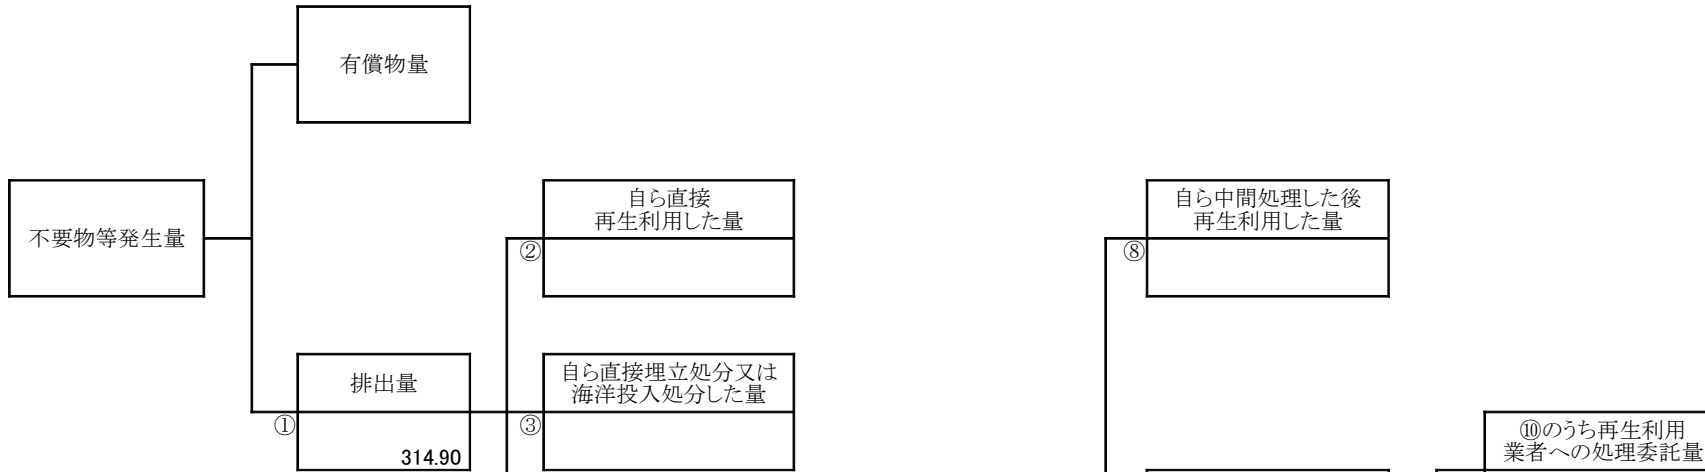 有償物量
不要物等発生量
自ら直接
再生利用した量
②
自ら中間処理した後
再生利用した量
⑧
排出量
①
314.90
自ら直接埋立処分又は
海洋投入処分した量
③
⑩のうち再生利用
業者への処理委託量